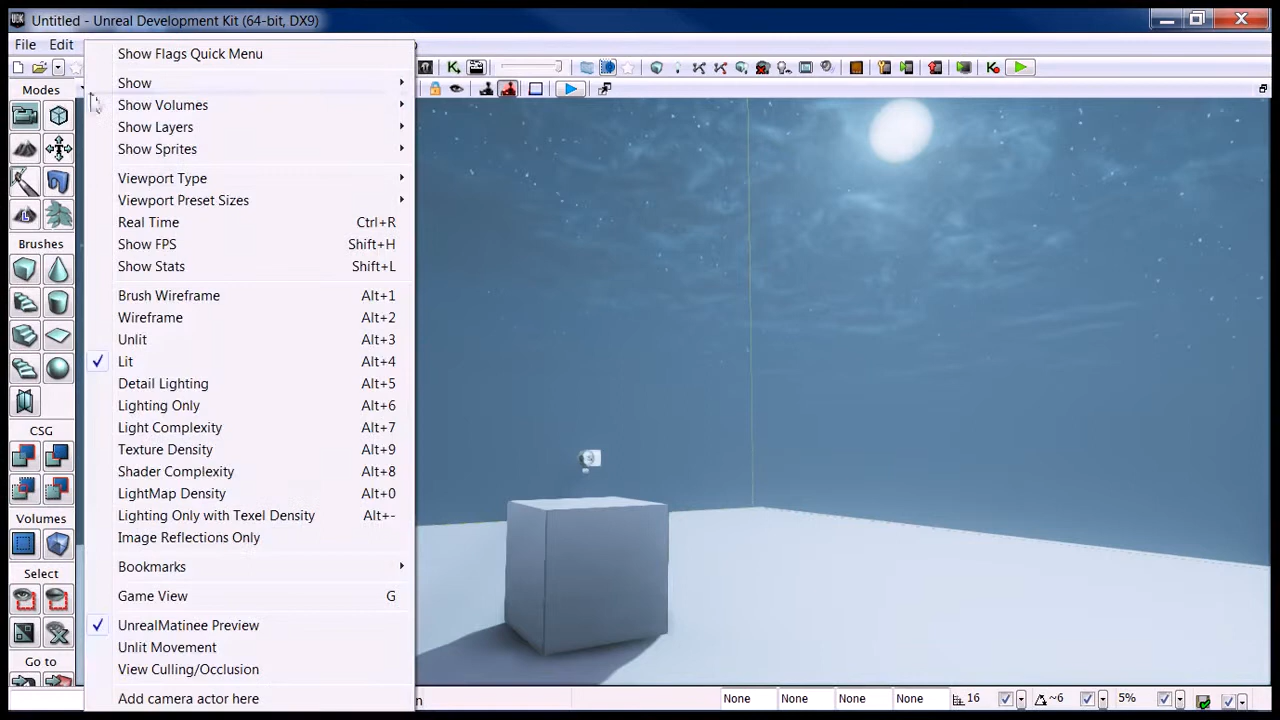 Untitled - Unreal Development Kit (64-bit, DX9)
File Edit
Modes
Brushes
CSG
Volumes
Select
Go to
Show Flags Quick Menu
Show
Show Volumes
Show Layers
Show Sprites
Viewport Type
Viewport Preset Sizes
Real Time Ctrl+R
Show FPS Shift+H
Show Stats Shift+L
Brush Wireframe Alt+1
Wireframe Alt+2
Unlit Alt+3
Lit Alt+4
Detail Lighting Alt+5
Lighting Only Alt+6
Light Complexity Alt+7
Texture Density Alt+9
Shader Complexity Alt+8
LightMap Density Alt+0
Lighting Only with Texel Density Alt+-
Image Reflections Only
Bookmarks
Game View G
UnrealMatinee Preview
Unlit Movement
View Culling/Occlusion
Add camera actor here
None None None None 16 ~6 5%